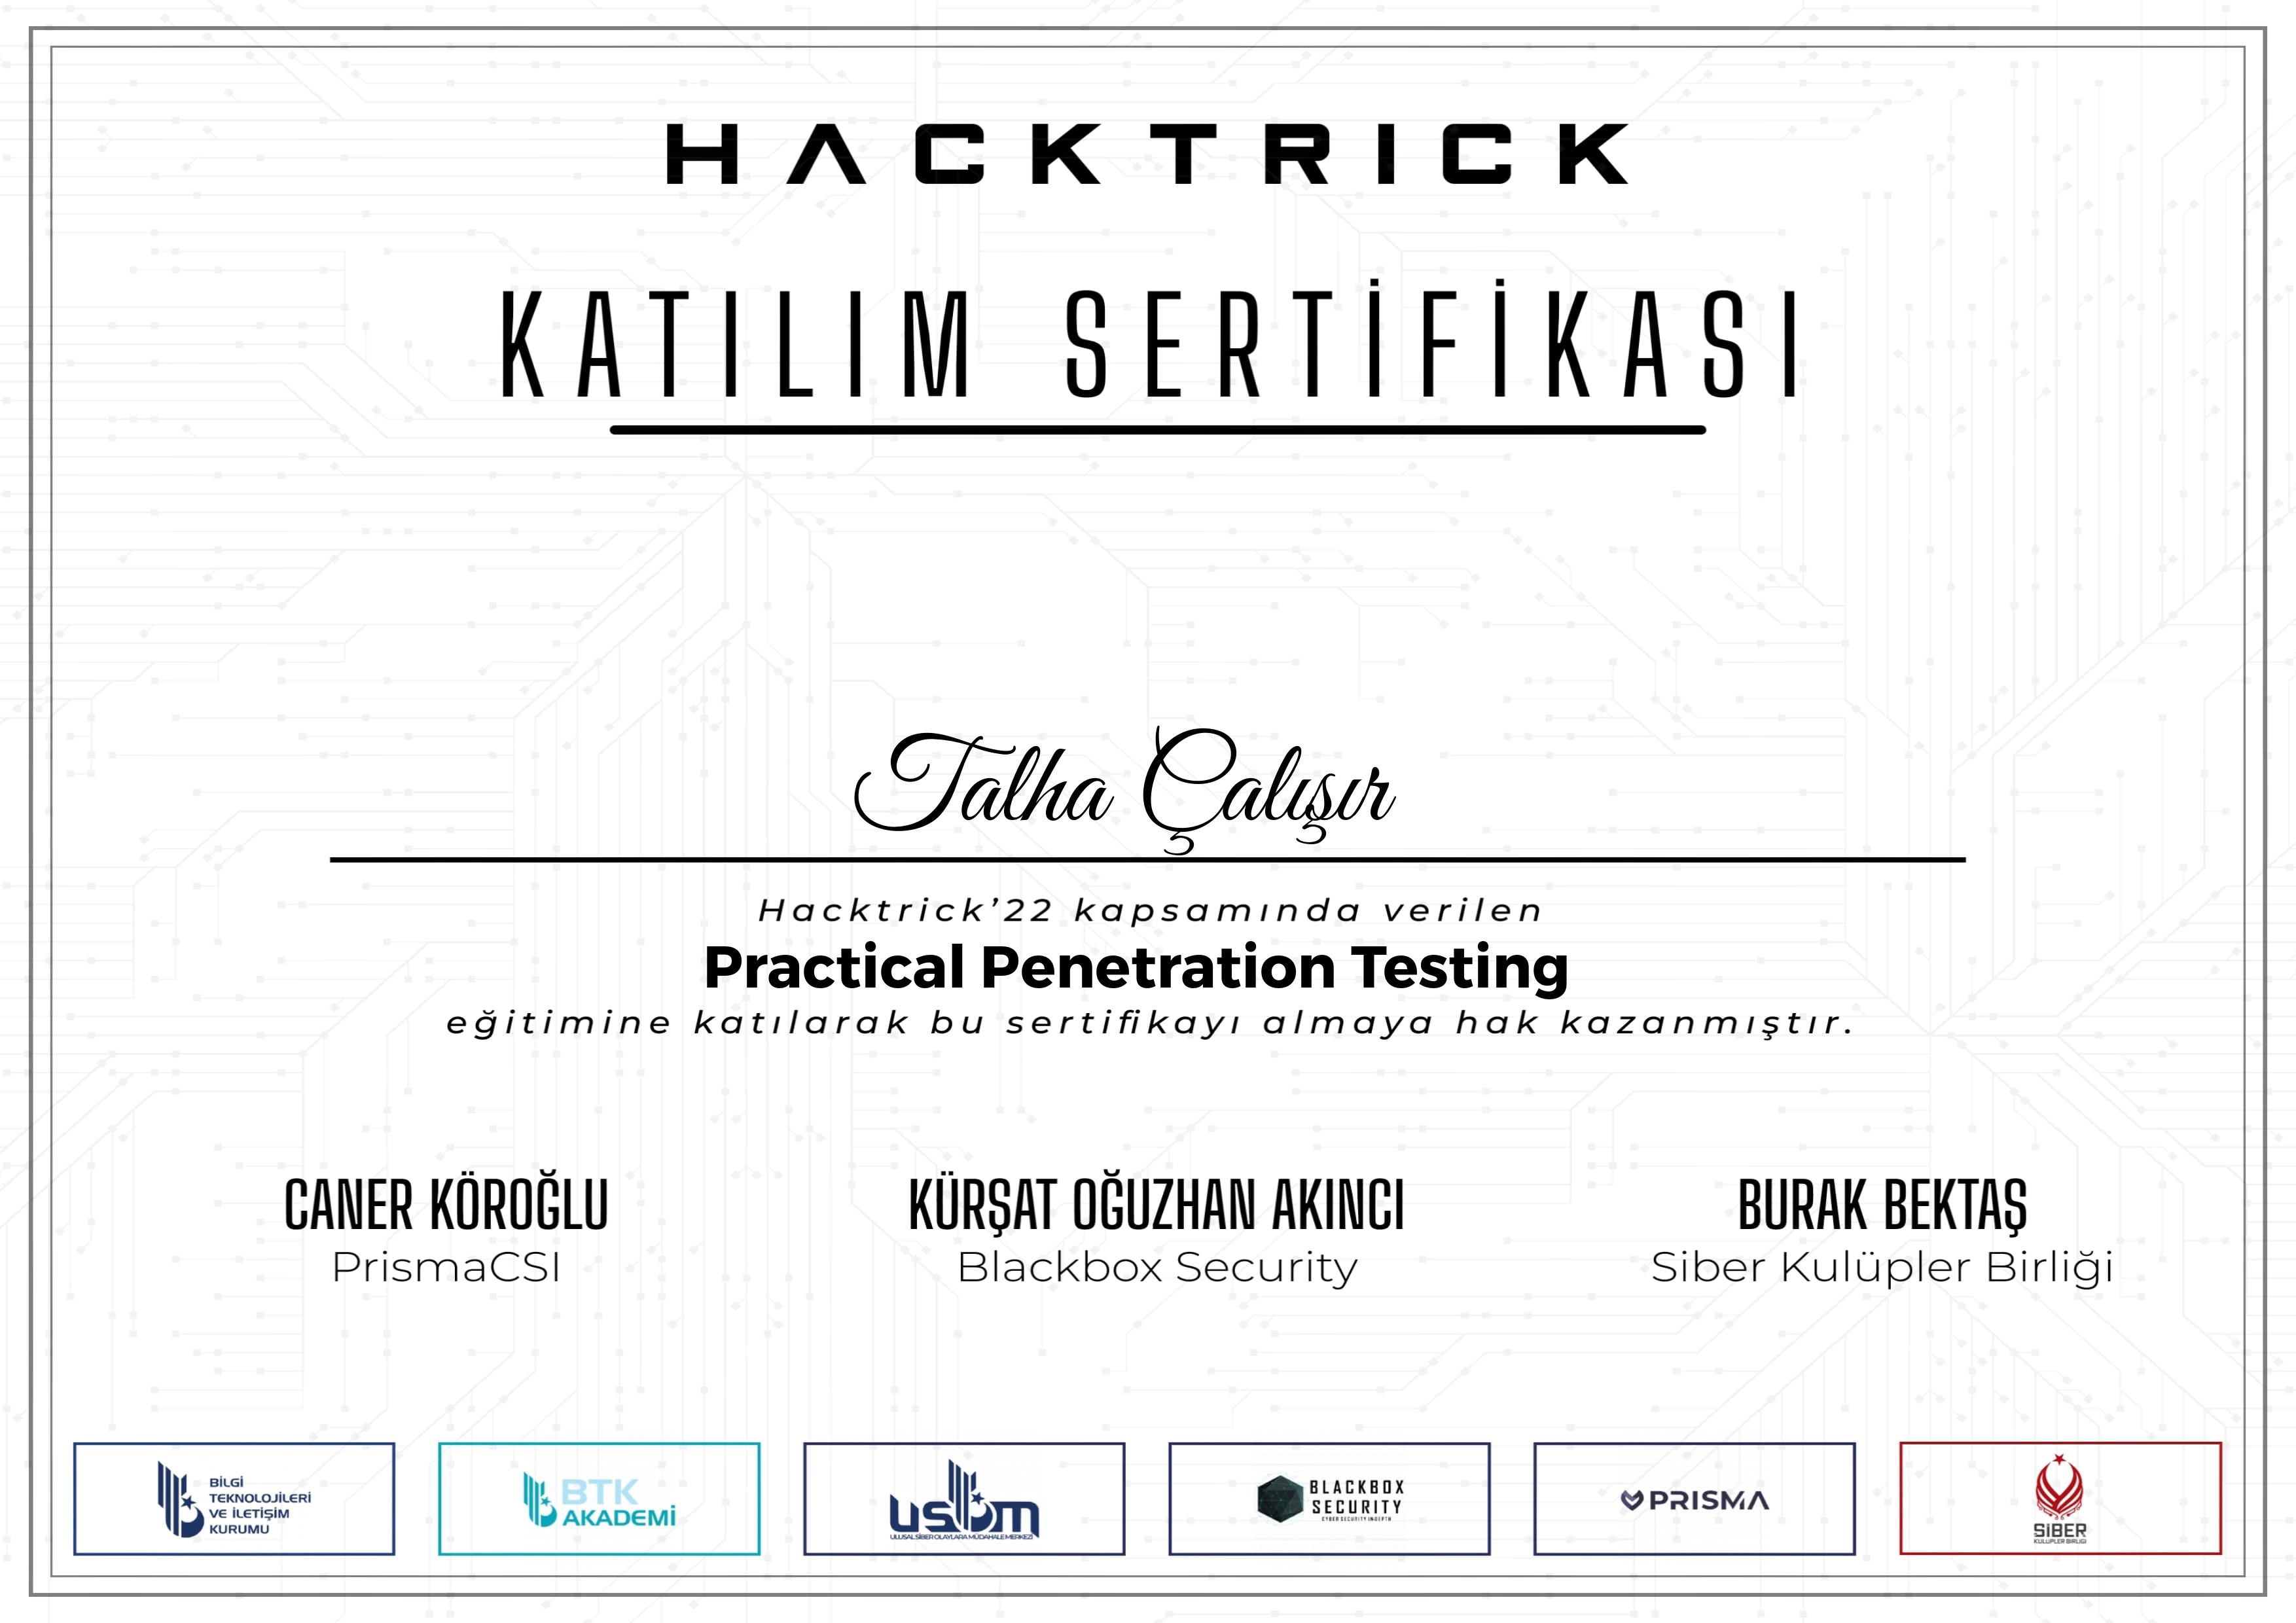 HACKTRICK
KATILIM SERTİFİKASI
Talha Çalışır
Hacktrick’22 kapsamında verilen
Practical Penetration Testing
eğitimine katılarak bu sertifikayı almaya hak kazanmıştır.
CANER KÖROĞLU
PrismaCSI
KÜRŞAT OĞUZHAN AKINCI
Blackbox Security
BURAK BEKTAŞ
Siber Kulüpler Birliği
BİLGİ
TEKNOLOJİLERİ
VE İLETİŞİM
KURUMU
BTK
AKADEMİ
usom
ULUSAL SİBER OLAYLARA MÜDAHALE MERKEZİ
BLACKBOX
SECURITY
CYBER SECURITY IN DEPTH
PRISMA
SİBER
KULÜPLER BİRLİĞİ